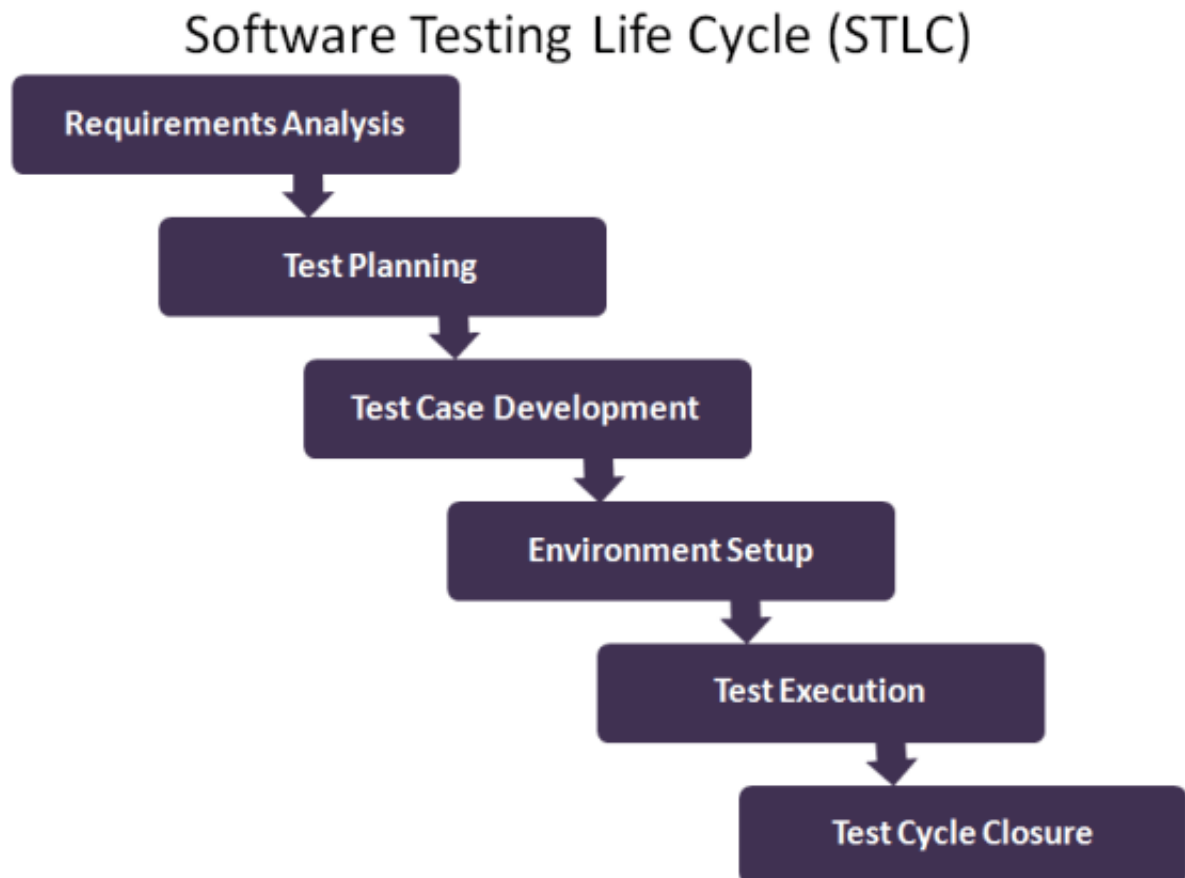 Software Testing Life Cycle (STLC)
Requirements Analysis
Test Planning
Test Case Development
Environment Setup
Test Execution
Test Cycle Closure